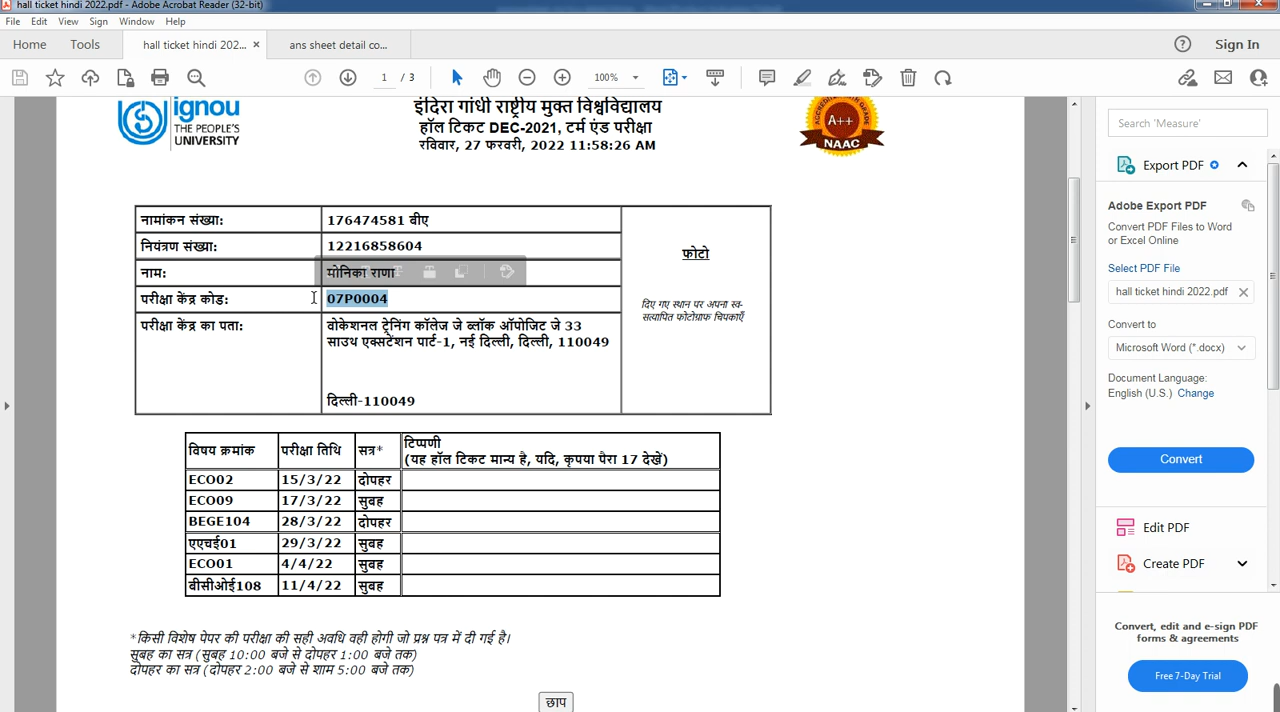 hall ticket hindi 2022.pdf - Adobe Acrobat Reader (32-bit)
File Edit View Sign Window Help
Home Tools hall ticket hindi 202... × ans sheet detail co... Sign In
1 / 3 100%
ignou
THE PEOPLE'S
UNIVERSITY
इंदिरा गांधी राष्ट्रीय मुक्त विश्वविद्यालय
हॉल टिकट DEC-2021, टर्म एंड परीक्षा
रविवार, 27 फरवरी, 2022 11:58:26 AM
ACCREDITED WITH GRADE
A++
NAAC
नामांकन संख्या: 176474581 वीए
नियंत्रण संख्या: 12216858604
नाम: मोनिका राणा
परीक्षा केंद्र कोड: 07P0004
परीक्षा केंद्र का पता: वोकेशनल ट्रेनिंग कॉलेज जे ब्लॉक ऑपोजिट जे 33
साउथ एक्सटेंशन पार्ट-1, नई दिल्ली, दिल्ली, 110049
दिल्ली-110049
फोटो
दिए गए स्थान पर अपना स्व-
सत्यापित फोटोग्राफ चिपकाएँ
विषय क्रमांक परीक्षा तिथि सत्र* टिप्पणी
(यह हॉल टिकट मान्य है, यदि, कृपया पैरा 17 देखें)
ECO02 15/3/22 दोपहर
ECO09 17/3/22 सुबह
BEGE104 28/3/22 दोपहर
एएचई01 29/3/22 सुबह
ECO01 4/4/22 सुबह
बीसीओई108 11/4/22 सुबह
*किसी विशेष पेपर की परीक्षा की सही अवधि वही होगी जो प्रश्न पत्र में दी गई है।
सुबह का सत्र (सुबह 10:00 बजे से दोपहर 1:00 बजे तक)
दोपहर का सत्र (दोपहर 2:00 बजे से शाम 5:00 बजे तक)
छाप
Search 'Measure'
Export PDF
Adobe Export PDF
Convert PDF Files to Word
or Excel Online
Select PDF File
hall ticket hindi 2022.pdf
Convert to
Microsoft Word (*.docx)
Document Language:
English (U.S.) Change
Convert
Edit PDF
Create PDF
Convert, edit and e-sign PDF
forms & agreements
Free 7-Day Trial